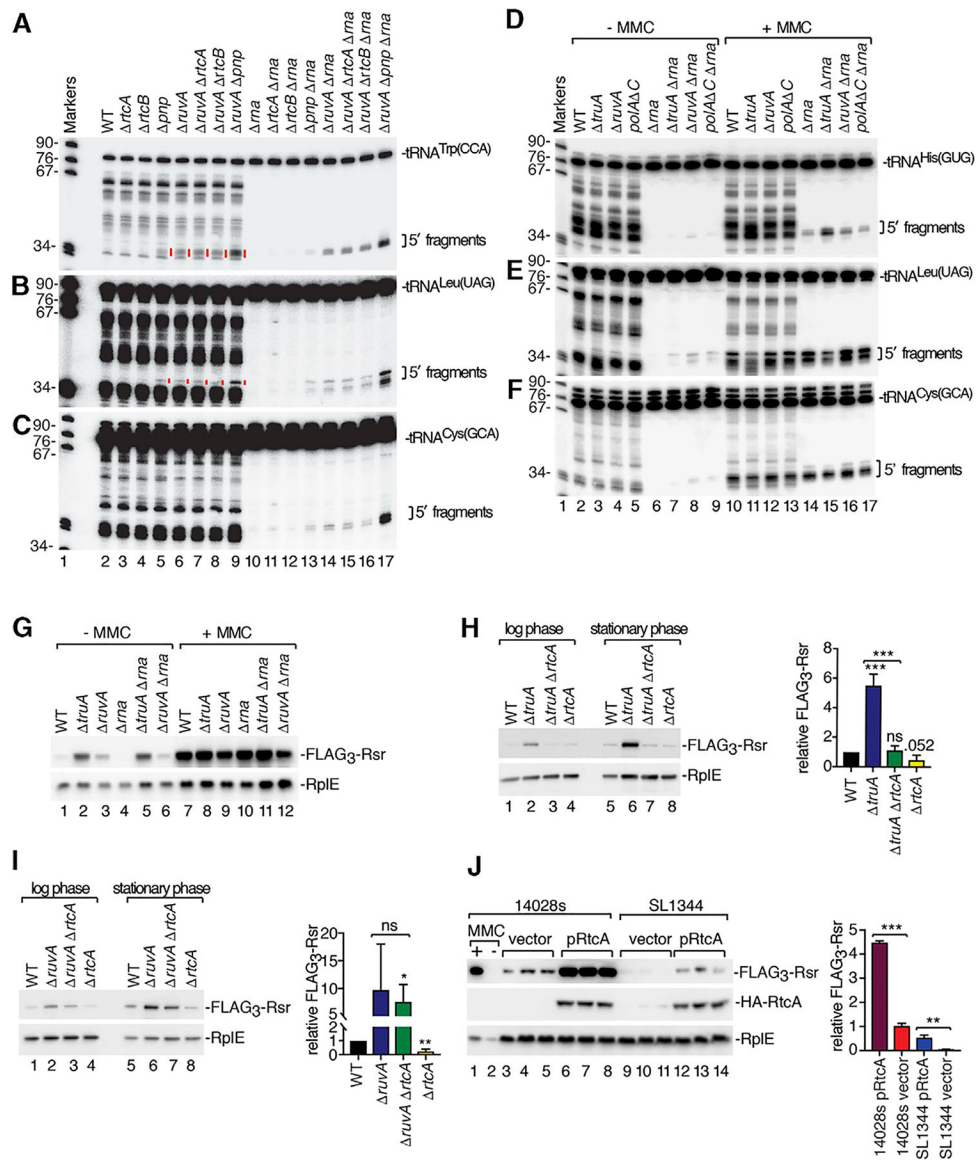 A
Markers
WT
ΔrtcA
ΔrtcB
Δpnp
ΔruvA
ΔruvA ΔrtcA
ΔruvA ΔrtcB
ΔruvA Δpnp
Δrna
ΔrtcA Δrna
ΔrtcB Δrna
Δpnp Δrna
ΔruvA Δrna
ΔruvA ΔrtcA Δrna
ΔruvA ΔrtcB Δrna
ΔruvA Δpnp Δrna
90-
76-
67-
34-
-tRNATrp(CCA)
5′ fragments
B
90-
76-
67-
34-
-tRNALeu(UAG)
5′ fragments
C
90-
76-
67-
34-
-tRNACys(GCA)
5′ fragments
1 2 3 4 5 6 7 8 9 10 11 12 13 14 15 16 17
D
- MMC + MMC
Markers
WT
ΔtruA
ΔruvA
polAΔC
Δrna
ΔtruA Δrna
ΔruvA Δrna
polAΔC Δrna
WT
ΔtruA
ΔruvA
polAΔC
Δrna
ΔtruA Δrna
ΔruvA Δrna
polAΔC Δrna
90-
76-
67-
34-
-tRNAHis(GUG)
5′ fragments
E
90-
76-
67-
34-
-tRNALeu(UAG)
5′ fragments
F
90-
76-
67-
34-
-tRNACys(GCA)
5′ fragments
1 2 3 4 5 6 7 8 9 10 11 12 13 14 15 16 17
G
- MMC + MMC
WT
ΔtruA
ΔruvA
Δrna
ΔtruA Δrna
ΔruvA Δrna
WT
ΔtruA
ΔruvA
Δrna
ΔtruA Δrna
ΔruvA Δrna
-FLAG3-Rsr
-RplE
1 2 3 4 5 6 7 8 9 10 11 12
H
log phase stationary phase
WT
ΔtruA
ΔtruA ΔrtcA
ΔrtcA
WT
ΔtruA
ΔtruA ΔrtcA
ΔrtcA
-FLAG3-Rsr
-RplE
1 2 3 4 5 6 7 8
relative FLAG3-Rsr
8
6
4
2
0
***
***
ns
.052
WT
ΔtruA
ΔtruA ΔrtcA
ΔrtcA
I
log phase stationary phase
WT
ΔruvA
ΔruvA ΔrtcA
ΔrtcA
WT
ΔruvA
ΔruvA ΔrtcA
ΔrtcA
-FLAG3-Rsr
-RplE
1 2 3 4 5 6 7 8
relative FLAG3-Rsr
20
15
10
5
2
1
0
ns
*
**
WT
ΔruvA
ΔruvA ΔrtcA
ΔrtcA
J
14028s SL1344
MMC
+ - vector pRtcA vector pRtcA
-FLAG3-Rsr
-HA-RtcA
-RplE
1 2 3 4 5 6 7 8 9 10 11 12 13 14
relative FLAG3-Rsr
5
4
3
2
1
0
***
**
14028s pRtcA
14028s vector
SL1344 pRtcA
SL1344 vector